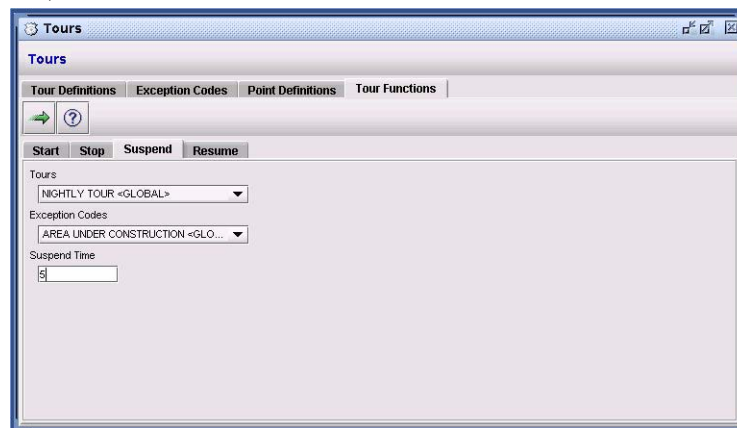 Tours
Tours
Tour Definitions Exception Codes Point Definitions Tour Functions
Start Stop Suspend Resume
Tours
NIGHTLY TOUR <GLOBAL>
Exception Codes
AREA UNDER CONSTRUCTION <GLO...
Suspend Time
5